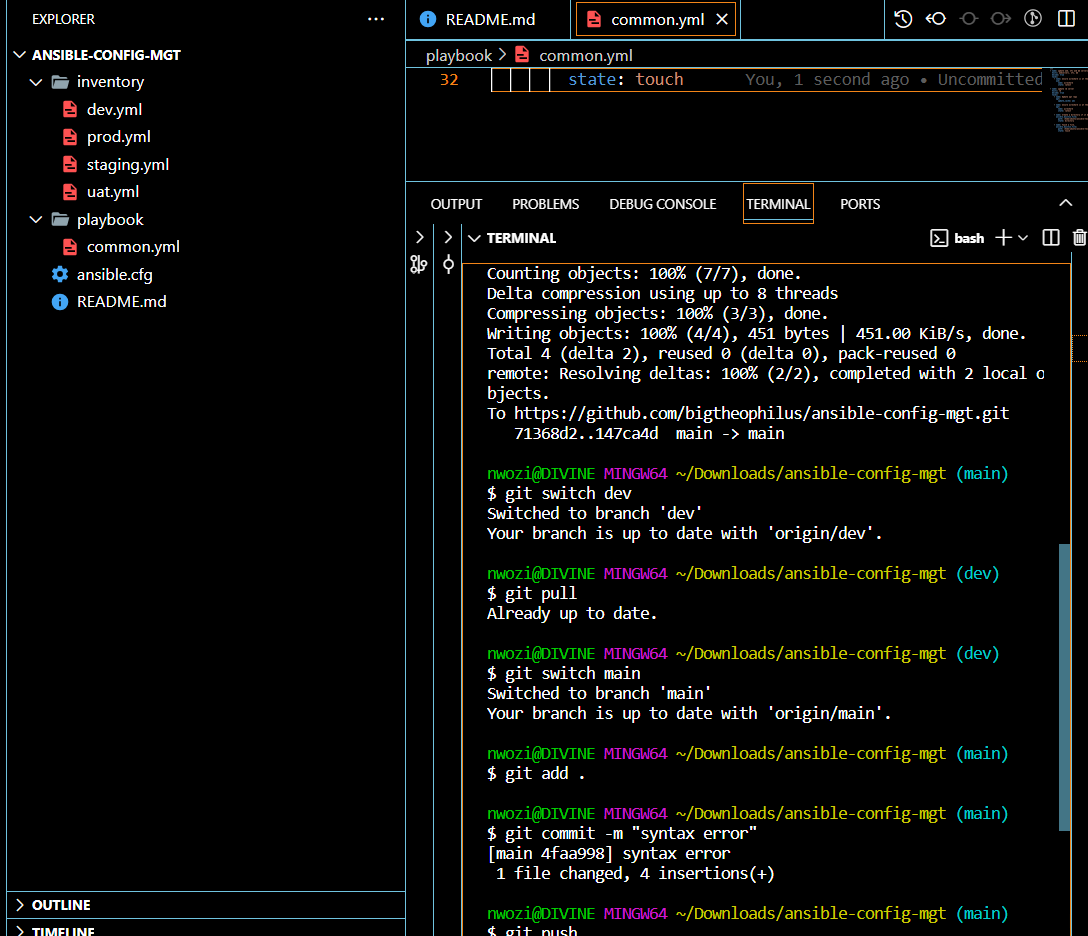 EXPLORER
ANSIBLE-CONFIG-MGT
inventory
dev.yml
prod.yml
staging.yml
uat.yml
playbook
common.yml
ansible.cfg
README.md
OUTLINE
TIMELINE
README.md
common.yml
playbook > common.yml
32 state: touch You, 1 second ago • Uncommitted
OUTPUT PROBLEMS DEBUG CONSOLE TERMINAL PORTS
TERMINAL
bash
Counting objects: 100% (7/7), done.
Delta compression using up to 8 threads
Compressing objects: 100% (3/3), done.
Writing objects: 100% (4/4), 451 bytes | 451.00 KiB/s, done.
Total 4 (delta 2), reused 0 (delta 0), pack-reused 0
remote: Resolving deltas: 100% (2/2), completed with 2 local o
bjects.
To https://github.com/bigtheophilus/ansible-config-mgt.git
71368d2..147ca4d  main -> main
nwozi@DIVINE MINGW64 ~/Downloads/ansible-config-mgt (main)
$ git switch dev
Switched to branch 'dev'
Your branch is up to date with 'origin/dev'.
nwozi@DIVINE MINGW64 ~/Downloads/ansible-config-mgt (dev)
$ git pull
Already up to date.
nwozi@DIVINE MINGW64 ~/Downloads/ansible-config-mgt (dev)
$ git switch main
Switched to branch 'main'
Your branch is up to date with 'origin/main'.
nwozi@DIVINE MINGW64 ~/Downloads/ansible-config-mgt (main)
$ git add .
nwozi@DIVINE MINGW64 ~/Downloads/ansible-config-mgt (main)
$ git commit -m "syntax error"
[main 4faa998] syntax error
1 file changed, 4 insertions(+)
nwozi@DIVINE MINGW64 ~/Downloads/ansible-config-mgt (main)
$ git push